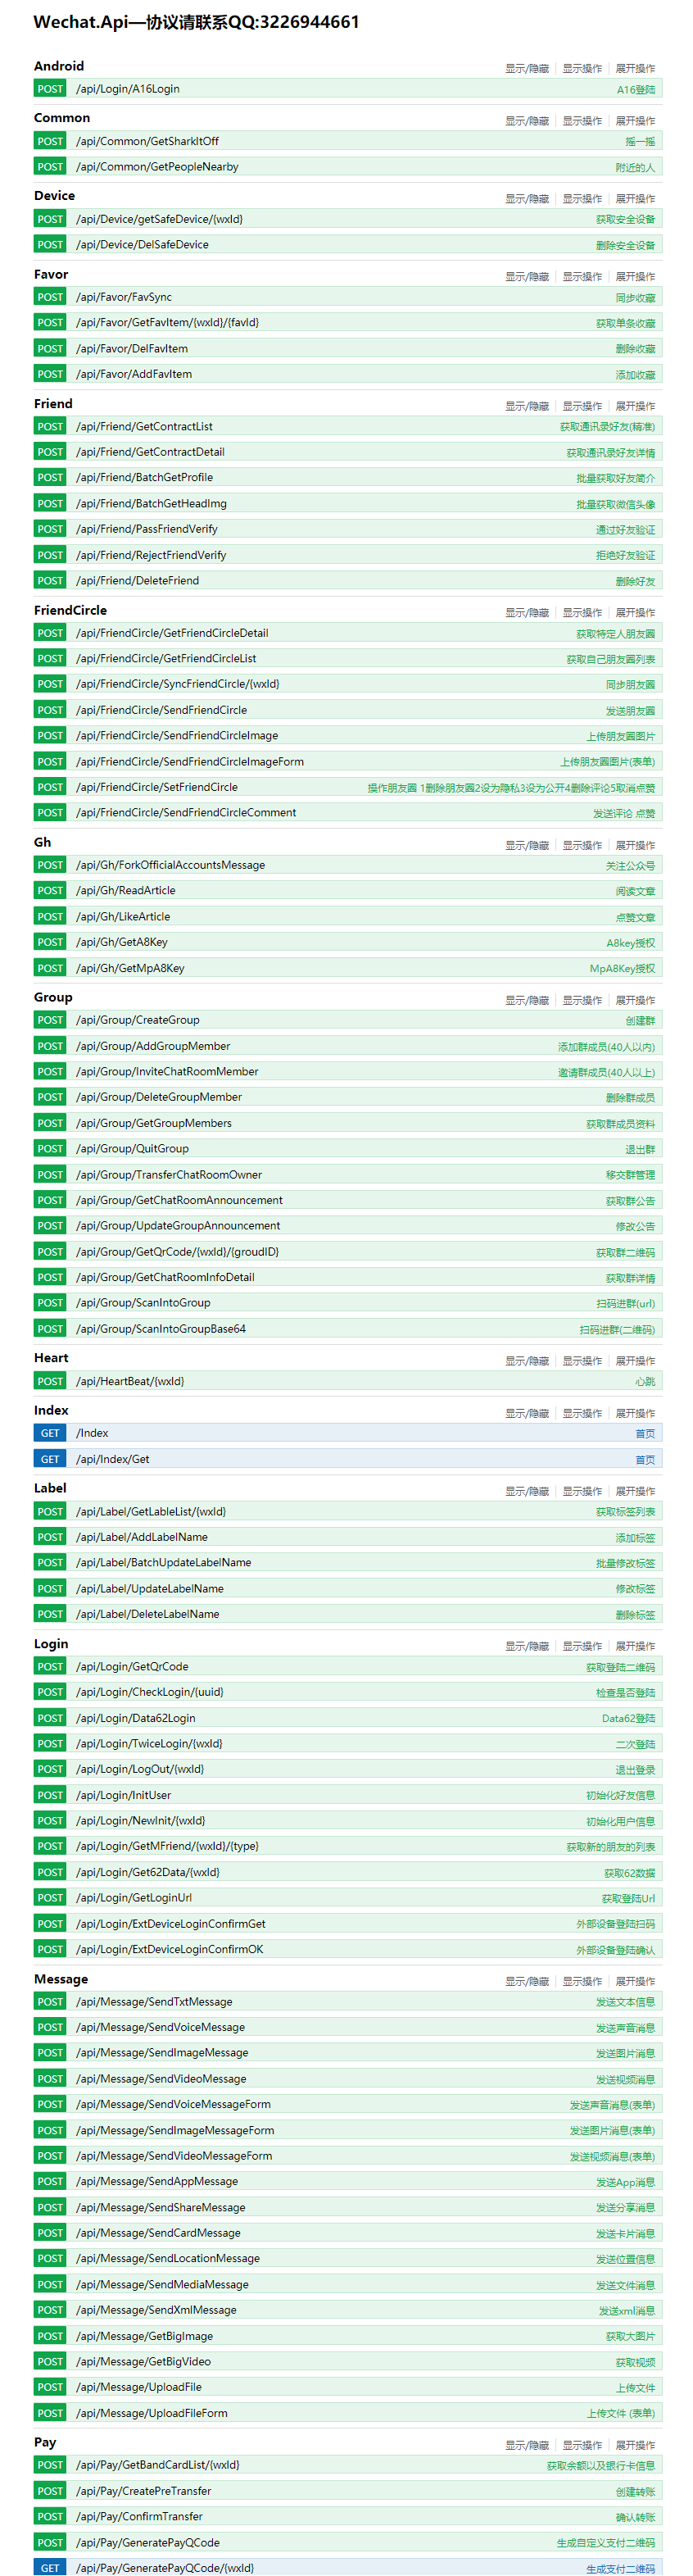 Wechat.Api—协议请联系QQ:3226944661
Android 显示/隐藏 显示操作 展开操作
POST /api/Login/A16Login A16登陆
Common 显示/隐藏 显示操作 展开操作
POST /api/Common/GetSharkItOff 摇一摇
POST /api/Common/GetPeopleNearby 附近的人
Device 显示/隐藏 显示操作 展开操作
POST /api/Device/getSafeDevice/{wxId} 获取安全设备
POST /api/Device/DelSafeDevice 删除安全设备
Favor 显示/隐藏 显示操作 展开操作
POST /api/Favor/FavSync 同步收藏
POST /api/Favor/GetFavItem/{wxId}/{favId} 获取单条收藏
POST /api/Favor/DelFavItem 删除收藏
POST /api/Favor/AddFavItem 添加收藏
Friend 显示/隐藏 显示操作 展开操作
POST /api/Friend/GetContractList 获取通讯录好友(精准)
POST /api/Friend/GetContractDetail 获取通讯录好友详情
POST /api/Friend/BatchGetProfile 批量获取好友简介
POST /api/Friend/BatchGetHeadImg 批量获取微信头像
POST /api/Friend/PassFriendVerify 通过好友验证
POST /api/Friend/RejectFriendVerify 拒绝好友验证
POST /api/Friend/DeleteFriend 删除好友
FriendCircle 显示/隐藏 显示操作 展开操作
POST /api/FriendCircle/GetFriendCircleDetail 获取特定人朋友圈
POST /api/FriendCircle/GetFriendCircleList 获取自己朋友圈列表
POST /api/FriendCircle/SyncFriendCircle/{wxId} 同步朋友圈
POST /api/FriendCircle/SendFriendCircle 发送朋友圈
POST /api/FriendCircle/SendFriendCircleImage 上传朋友圈图片
POST /api/FriendCircle/SendFriendCircleImageForm 上传朋友圈图片(表单)
POST /api/FriendCircle/SetFriendCircle 操作朋友圈 1删除朋友圈2设为隐私3设为公开4删除评论5取消点赞
POST /api/FriendCircle/SendFriendCircleComment 发送评论 点赞
Gh 显示/隐藏 显示操作 展开操作
POST /api/Gh/ForkOfficialAccountsMessage 关注公众号
POST /api/Gh/ReadArticle 阅读文章
POST /api/Gh/LikeArticle 点赞文章
POST /api/Gh/GetA8Key A8key授权
POST /api/Gh/GetMpA8Key MpA8Key授权
Group 显示/隐藏 显示操作 展开操作
POST /api/Group/CreateGroup 创建群
POST /api/Group/AddGroupMember 添加群成员(40人以内)
POST /api/Group/InviteChatRoomMember 邀请群成员(40人以上)
POST /api/Group/DeleteGroupMember 删除群成员
POST /api/Group/GetGroupMembers 获取群成员资料
POST /api/Group/QuitGroup 退出群
POST /api/Group/TransferChatRoomOwner 移交群管理
POST /api/Group/GetChatRoomAnnouncement 获取群公告
POST /api/Group/UpdateGroupAnnouncement 修改公告
POST /api/Group/GetQrCode/{wxId}/{groudID} 获取群二维码
POST /api/Group/GetChatRoomInfoDetail 获取群详情
POST /api/Group/ScanIntoGroup 扫码进群(url)
POST /api/Group/ScanIntoGroupBase64 扫码进群(二维码)
Heart 显示/隐藏 显示操作 展开操作
POST /api/HeartBeat/{wxId} 心跳
Index 显示/隐藏 显示操作 展开操作
GET /Index 首页
GET /api/Index/Get 首页
Label 显示/隐藏 显示操作 展开操作
POST /api/Label/GetLableList/{wxId} 获取标签列表
POST /api/Label/AddLabelName 添加标签
POST /api/Label/BatchUpdateLabelName 批量修改标签
POST /api/Label/UpdateLabelName 修改标签
POST /api/Label/DeleteLabelName 删除标签
Login 显示/隐藏 显示操作 展开操作
POST /api/Login/GetQrCode 获取登陆二维码
POST /api/Login/CheckLogin/{uuid} 检查是否登陆
POST /api/Login/Data62Login Data62登陆
POST /api/Login/TwiceLogin/{wxId} 二次登陆
POST /api/Login/LogOut/{wxId} 退出登录
POST /api/Login/InitUser 初始化好友信息
POST /api/Login/NewInit/{wxId} 初始化用户信息
POST /api/Login/GetMFriend/{wxId}/{type} 获取新的朋友的列表
POST /api/Login/Get62Data/{wxId} 获取62数据
POST /api/Login/GetLoginUrl 获取登陆Url
POST /api/Login/ExtDeviceLoginConfirmGet 外部设备登陆扫码
POST /api/Login/ExtDeviceLoginConfirmOK 外部设备登陆确认
Message 显示/隐藏 显示操作 展开操作
POST /api/Message/SendTxtMessage 发送文本信息
POST /api/Message/SendVoiceMessage 发送声音消息
POST /api/Message/SendImageMessage 发送图片消息
POST /api/Message/SendVideoMessage 发送视频消息
POST /api/Message/SendVoiceMessageForm 发送声音消息(表单)
POST /api/Message/SendImageMessageForm 发送图片消息(表单)
POST /api/Message/SendVideoMessageForm 发送视频消息(表单)
POST /api/Message/SendAppMessage 发送App消息
POST /api/Message/SendShareMessage 发送分享消息
POST /api/Message/SendCardMessage 发送卡片消息
POST /api/Message/SendLocationMessage 发送位置信息
POST /api/Message/SendMediaMessage 发送文件消息
POST /api/Message/SendXmlMessage 发送xml消息
POST /api/Message/GetBigImage 获取大图片
POST /api/Message/GetBigVideo 获取视频
POST /api/Message/UploadFile 上传文件
POST /api/Message/UploadFileForm 上传文件 (表单)
Pay 显示/隐藏 显示操作 展开操作
POST /api/Pay/GetBandCardList/{wxId} 获取余额以及银行卡信息
POST /api/Pay/CreatePreTransfer 创建转账
POST /api/Pay/ConfirmTransfer 确认转账
POST /api/Pay/GeneratePayQCode 生成自定义支付二维码
GET /api/Pay/GeneratePayQCode/{wxId} 生成支付二维码